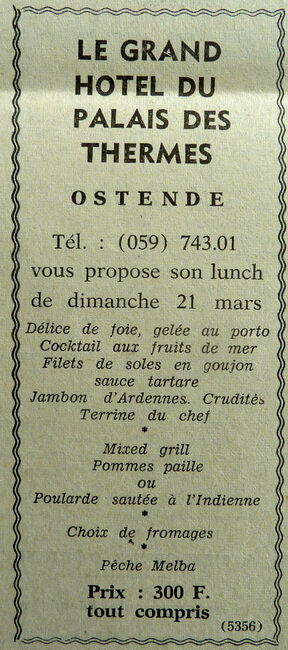 LE GRAND
HOTEL DU
PALAIS DES
THERMES
OSTENDE
Tél. : (059) 743.01
vous propose son lunch
de dimanche 21 mars
Délice de foie, gelée au porto
Cocktail aux fruits de mer
Filets de soles en goujon
sauce tartare
Jambon d'Ardennes. Crudités
Terrine du chef
*
Mixed grill
Pommes paille
ou
Poularde sautée à l'Indienne
*
Choix de fromages
*
Pêche Melba
Prix : 300 F.
tout compris
(5356)